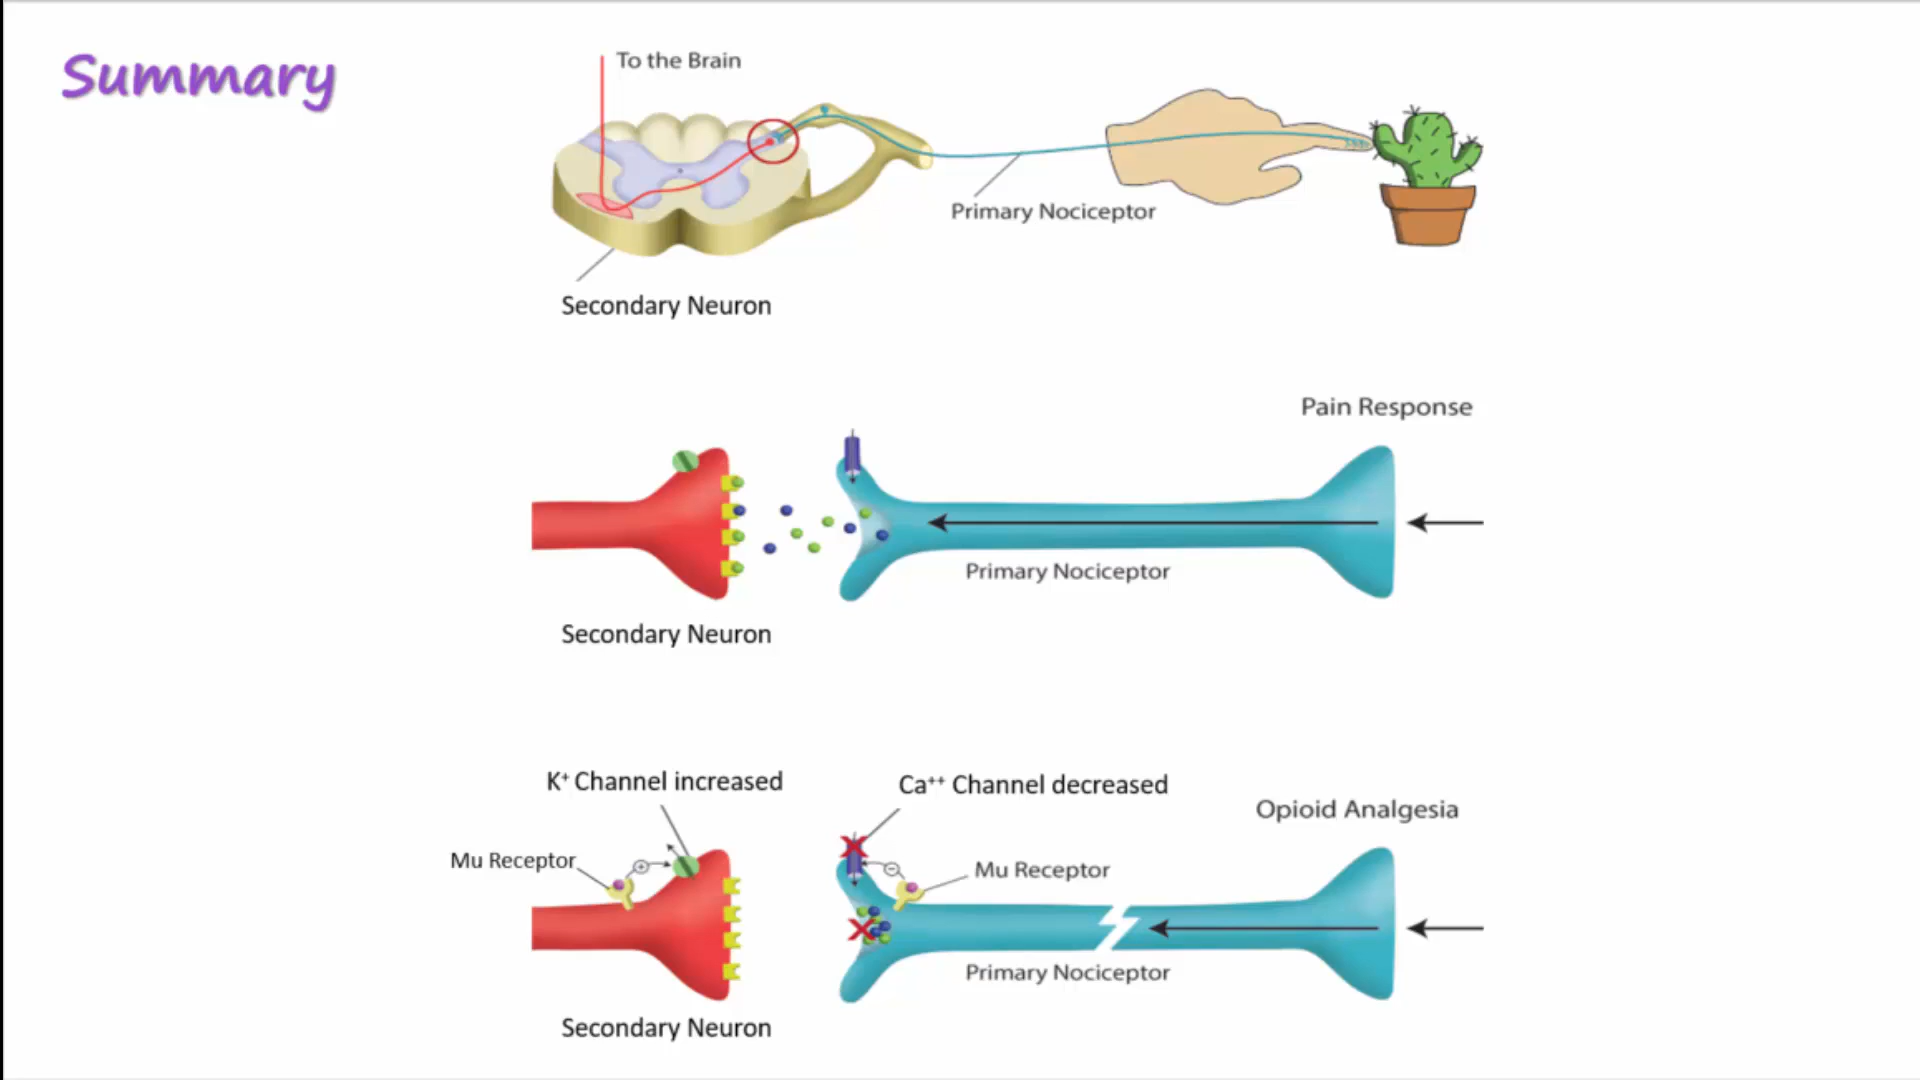 Summary
To the Brain
Primary Nociceptor
Secondary Neuron
Pain Response
Primary Nociceptor
Secondary Neuron
K⁺ Channel increased
Ca⁺⁺ Channel decreased
Opioid Analgesia
Mu Receptor
Mu Receptor
Primary Nociceptor
Secondary Neuron